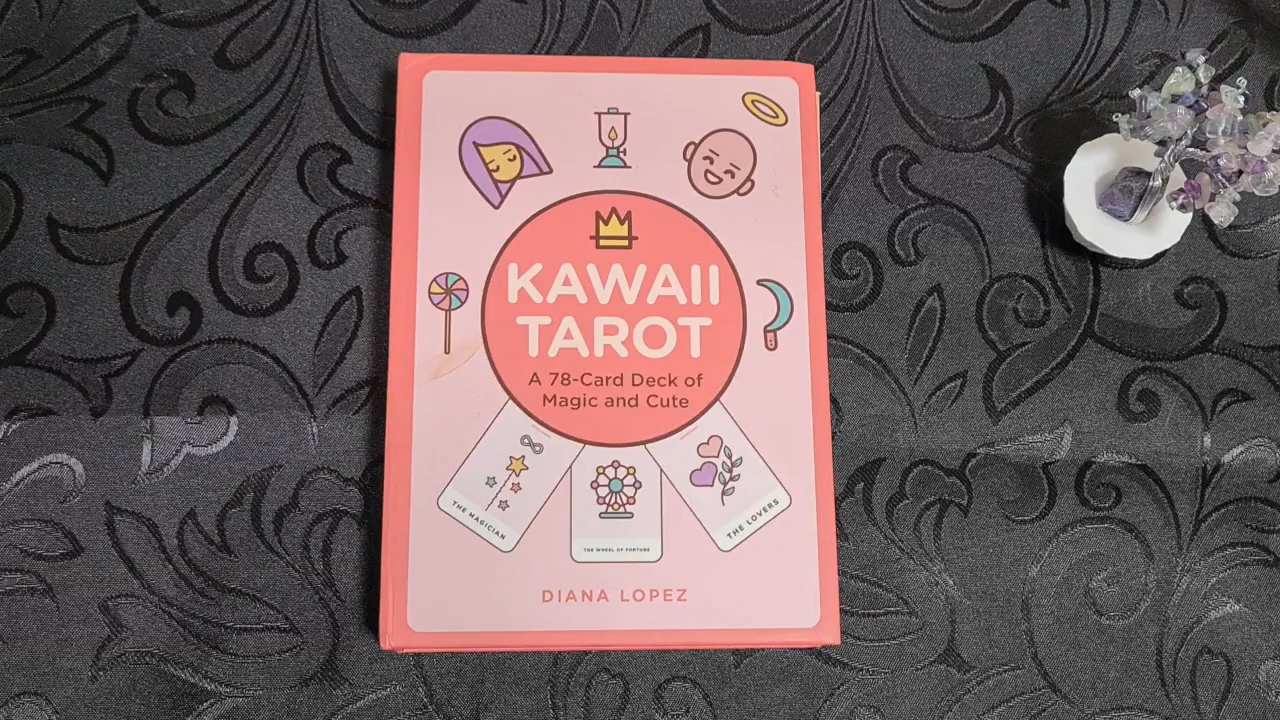 KAWAII
TAROT
A 78-Card Deck of
Magic and Cute
THE MAGICIAN
THE WHEEL OF FORTUNE
THE LOVERS
DIANA LOPEZ